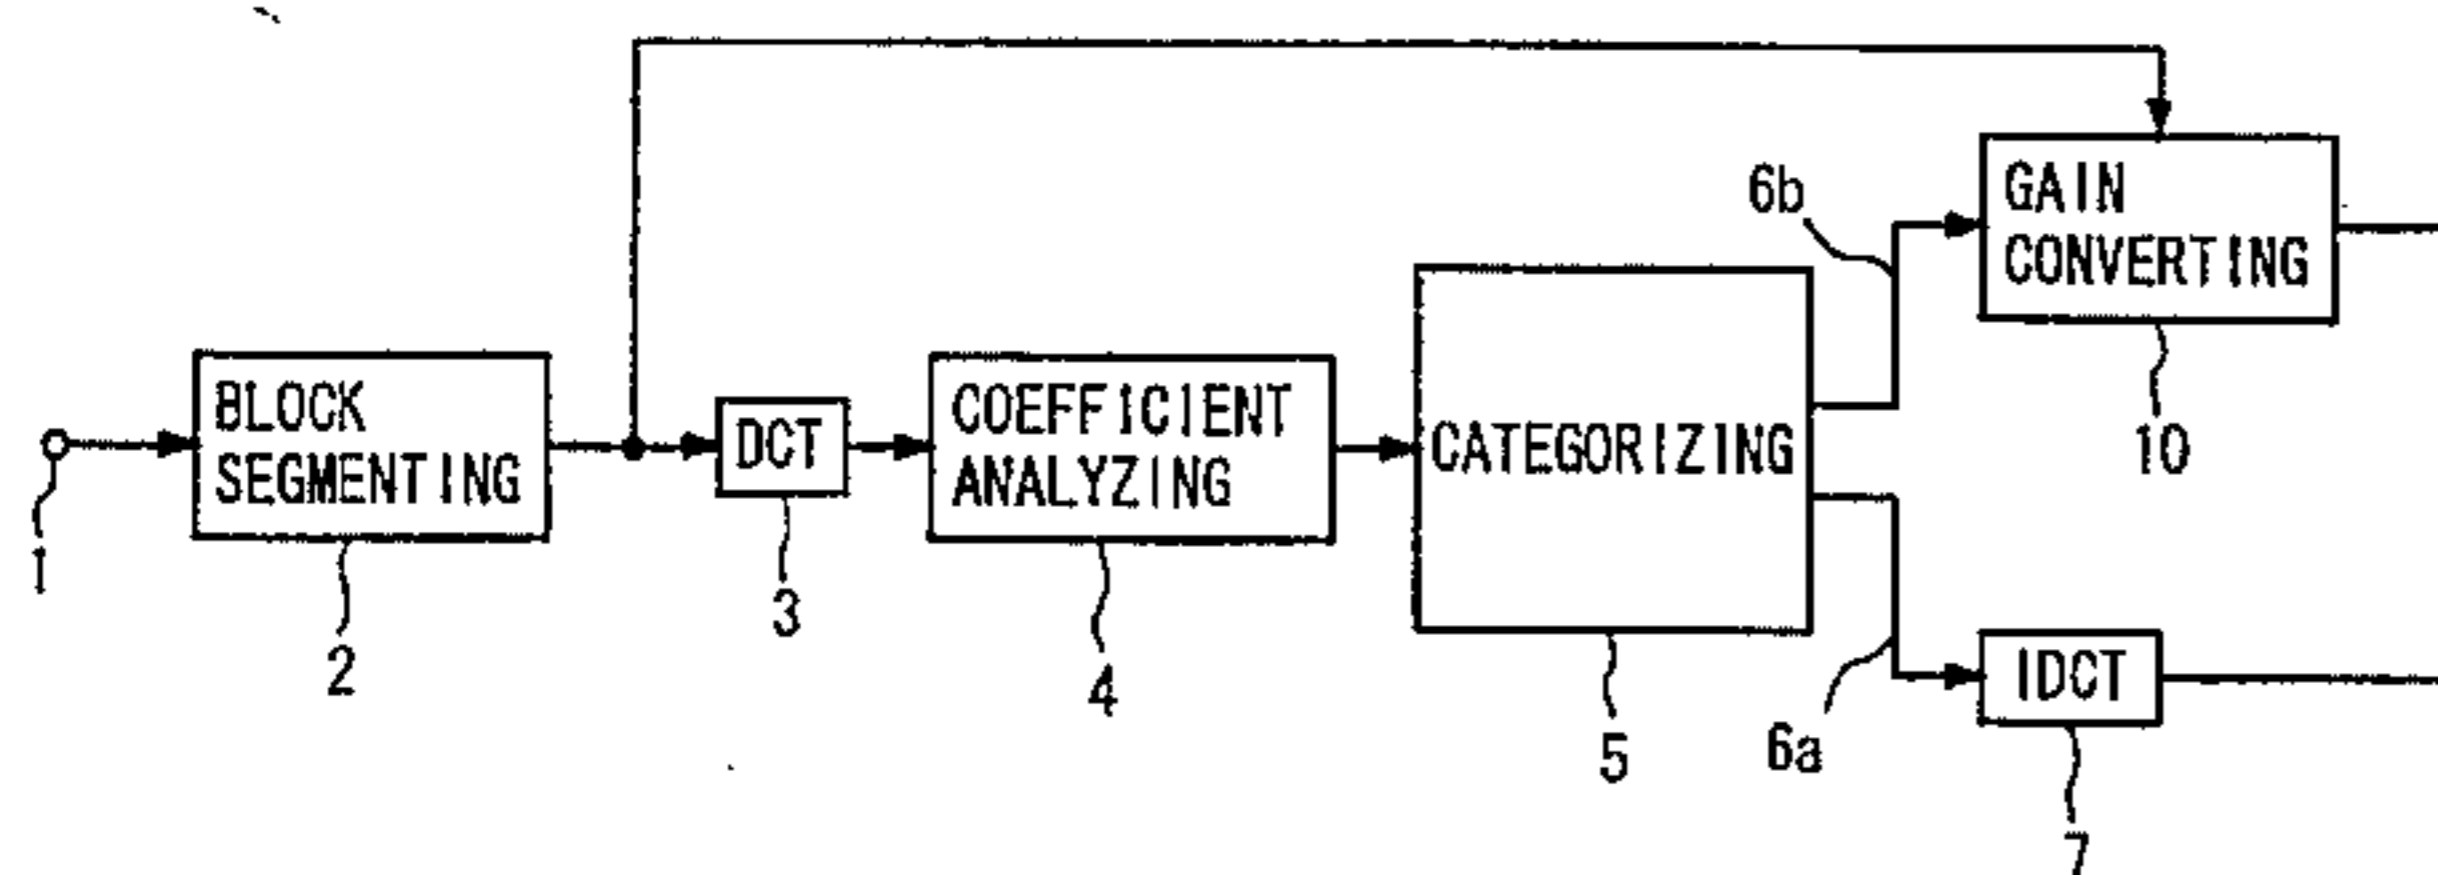 6b
GAIN
CONVERTING
10
BLOCK
SEGMENTING
DCT
COEFFICIENT
ANALYZING
CATEGORIZING
1
2
3
4
5
6a
IDCT
7